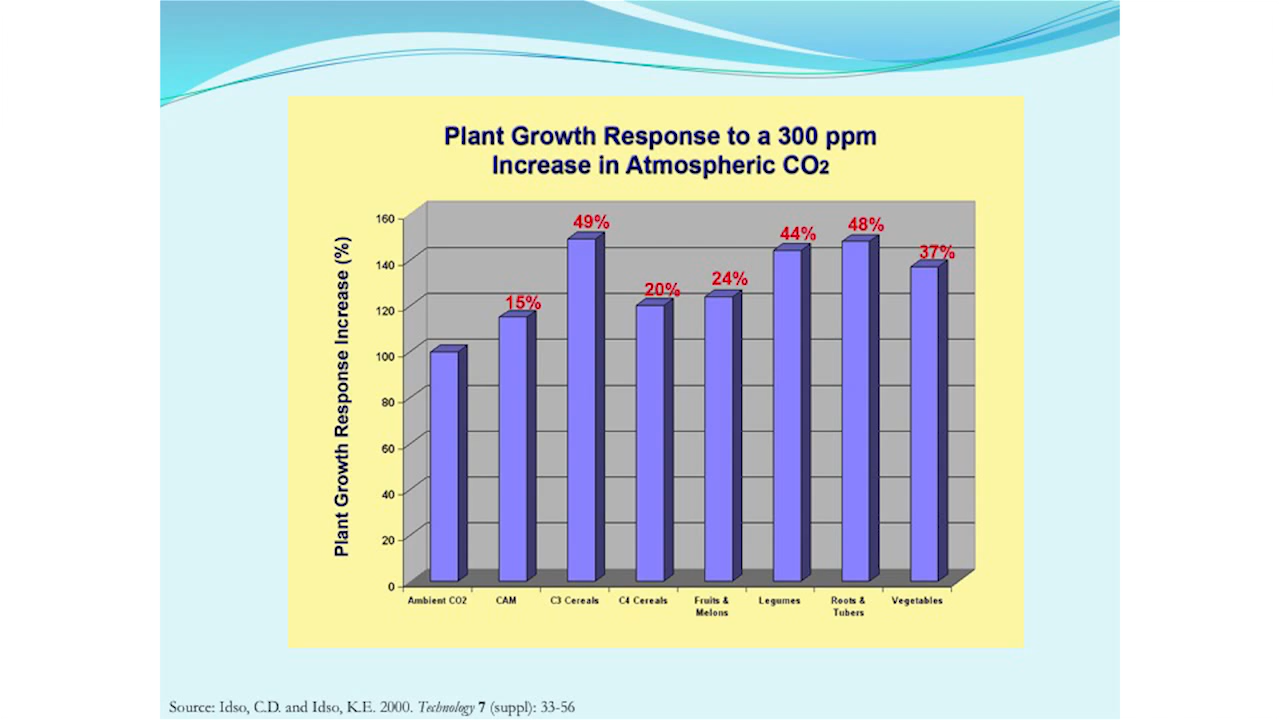 Plant Growth Response to a 300 ppm
Increase in Atmospheric CO2
Plant Growth Response Increase (%)
160
140
120
100
80
60
40
20
0
15%
49%
20%
24%
44%
48%
37%
Ambient CO2
CAM
C3 Cereals
C4 Cereals
Fruits &
Melons
Legumes
Roots &
Tubers
Vegetables
Source: Idso, C.D. and Idso, K.E. 2000. Technology 7 (suppl): 33-56